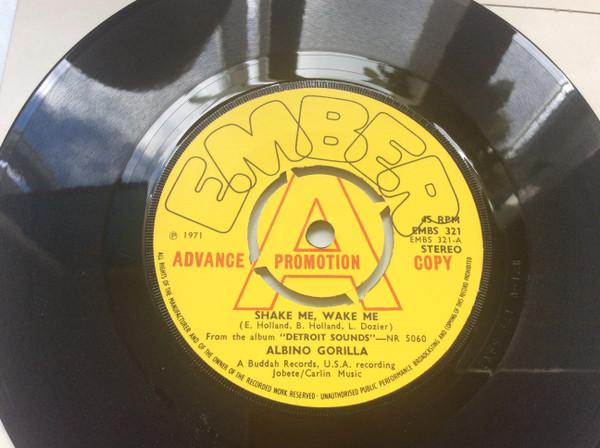 EMBER
℗ 1971
45 RPM
EMBS 321
EMBS 321-A
STEREO
ADVANCE PROMOTION COPY
A
SHAKE ME, WAKE ME
(E. Holland, B. Holland, L. Dozier)
From the album "DETROIT SOUNDS"—NR 5060
ALBINO GORILLA
A Buddah Records, U.S.A. recording
Jobete/Carlin Music
ALL RIGHTS OF THE MANUFACTURER AND OF THE OWNER OF THE RECORDED WORK RESERVED · UNAUTHORISED PUBLIC PERFORMANCE, BROADCASTING AND COPYING OF THIS RECORD PROHIBITED